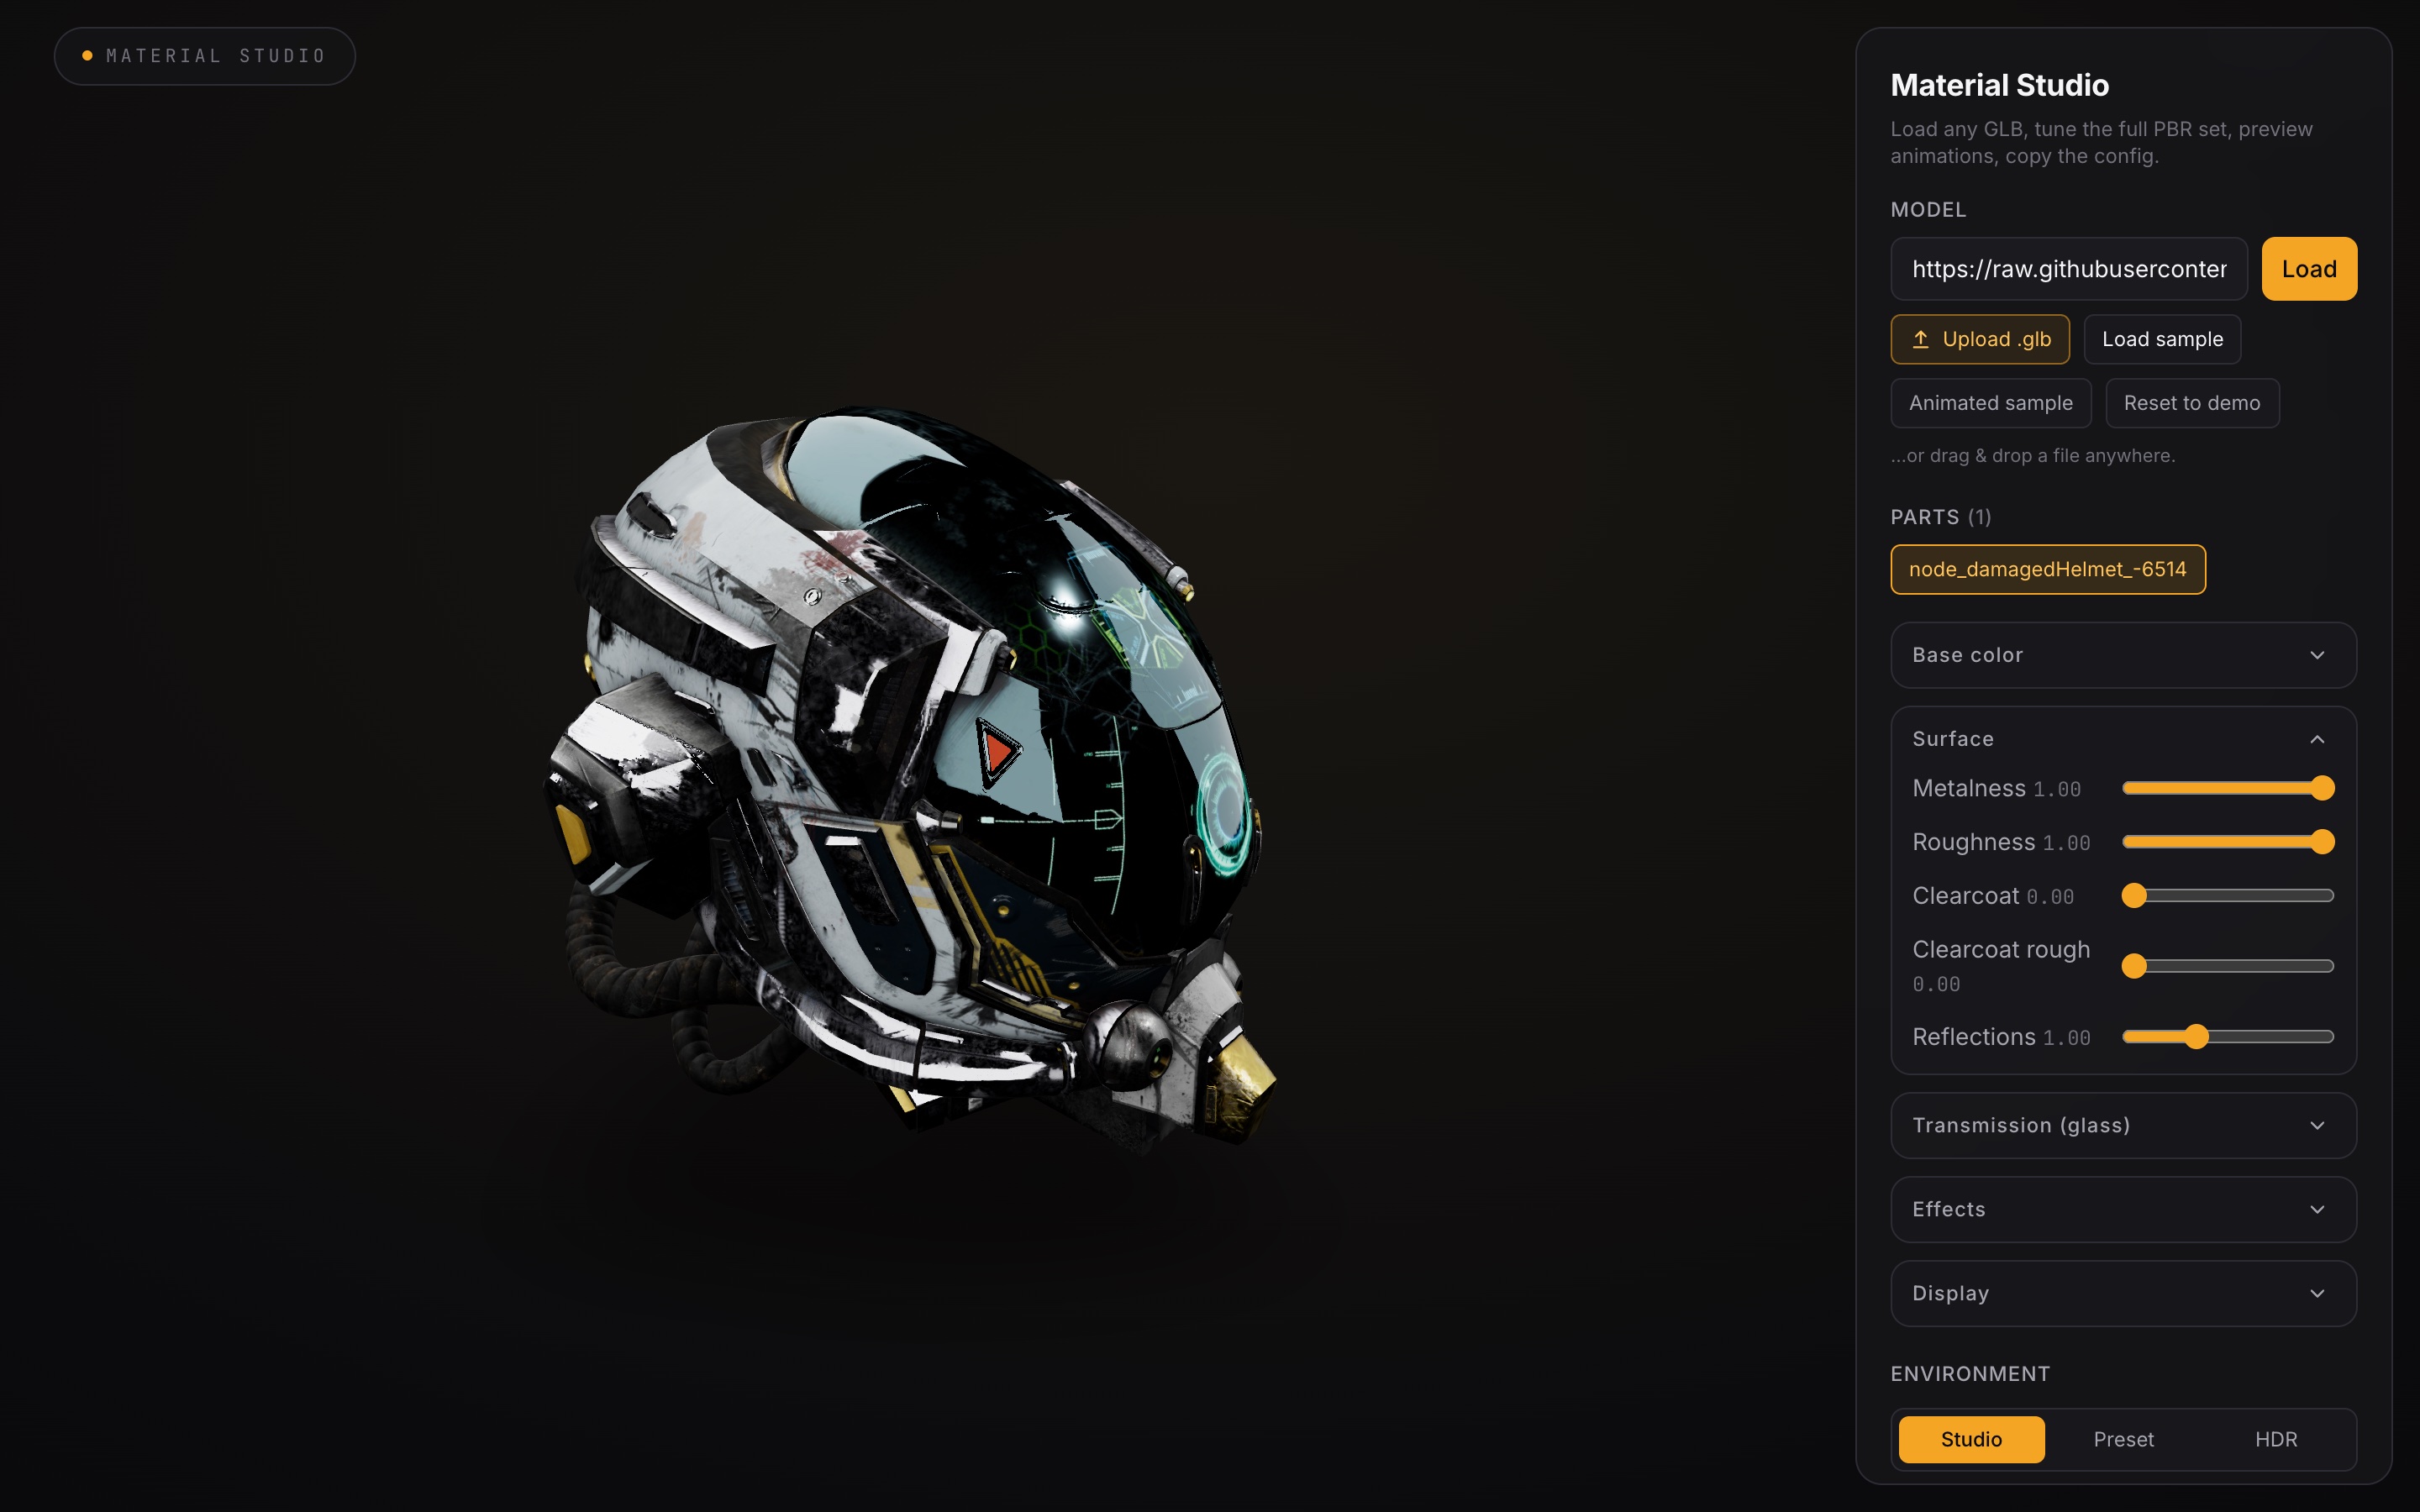 MATERIAL STUDIO
Material Studio
Load any GLB, tune the full PBR set, preview
animations, copy the config.
MODEL
https://raw.githubuserconter
Load
Upload .glb
Load sample
Animated sample
Reset to demo
...or drag & drop a file anywhere.
PARTS (1)
node_damagedHelmet_-6514
Base color
Surface
Metalness 1.00
Roughness 1.00
Clearcoat 0.00
Clearcoat rough
0.00
Reflections 1.00
Transmission (glass)
Effects
Display
ENVIRONMENT
Studio
Preset
HDR